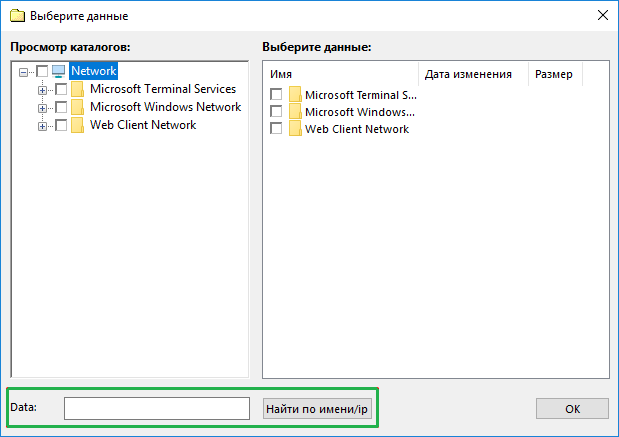 Выберите данные
Просмотр каталогов:
Выберите данные:
Network
Microsoft Terminal Services
Microsoft Windows Network
Web Client Network
Имя Дата изменения Размер
Microsoft Terminal S...
Microsoft Windows...
Web Client Network
Data:
Найти по имени/ip
OK